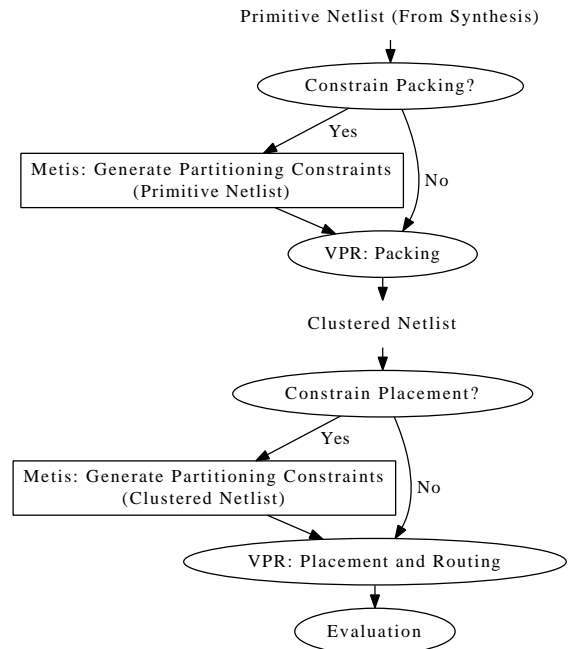 Primitive Netlist (From Synthesis)
Constrain Packing?
Yes
Metis: Generate Partitioning Constraints
(Primitive Netlist)
No
VPR: Packing
Clustered Netlist
Constrain Placement?
Yes
Metis: Generate Partitioning Constraints
(Clustered Netlist)
No
VPR: Placement and Routing
Evaluation